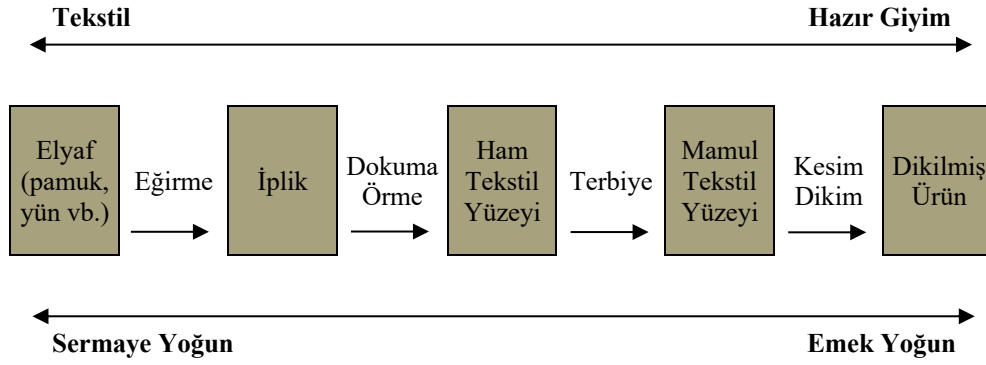 Tekstil
Hazır Giyim
Elyaf
(pamuk,
yün vb.)
Eğirme
İplik
Dokuma
Örme
Ham
Tekstil
Yüzeyi
Terbiye
Mamul
Tekstil
Yüzeyi
Kesim
Dikim
Dikilmiş
Ürün
Sermaye Yoğun
Emek Yoğun